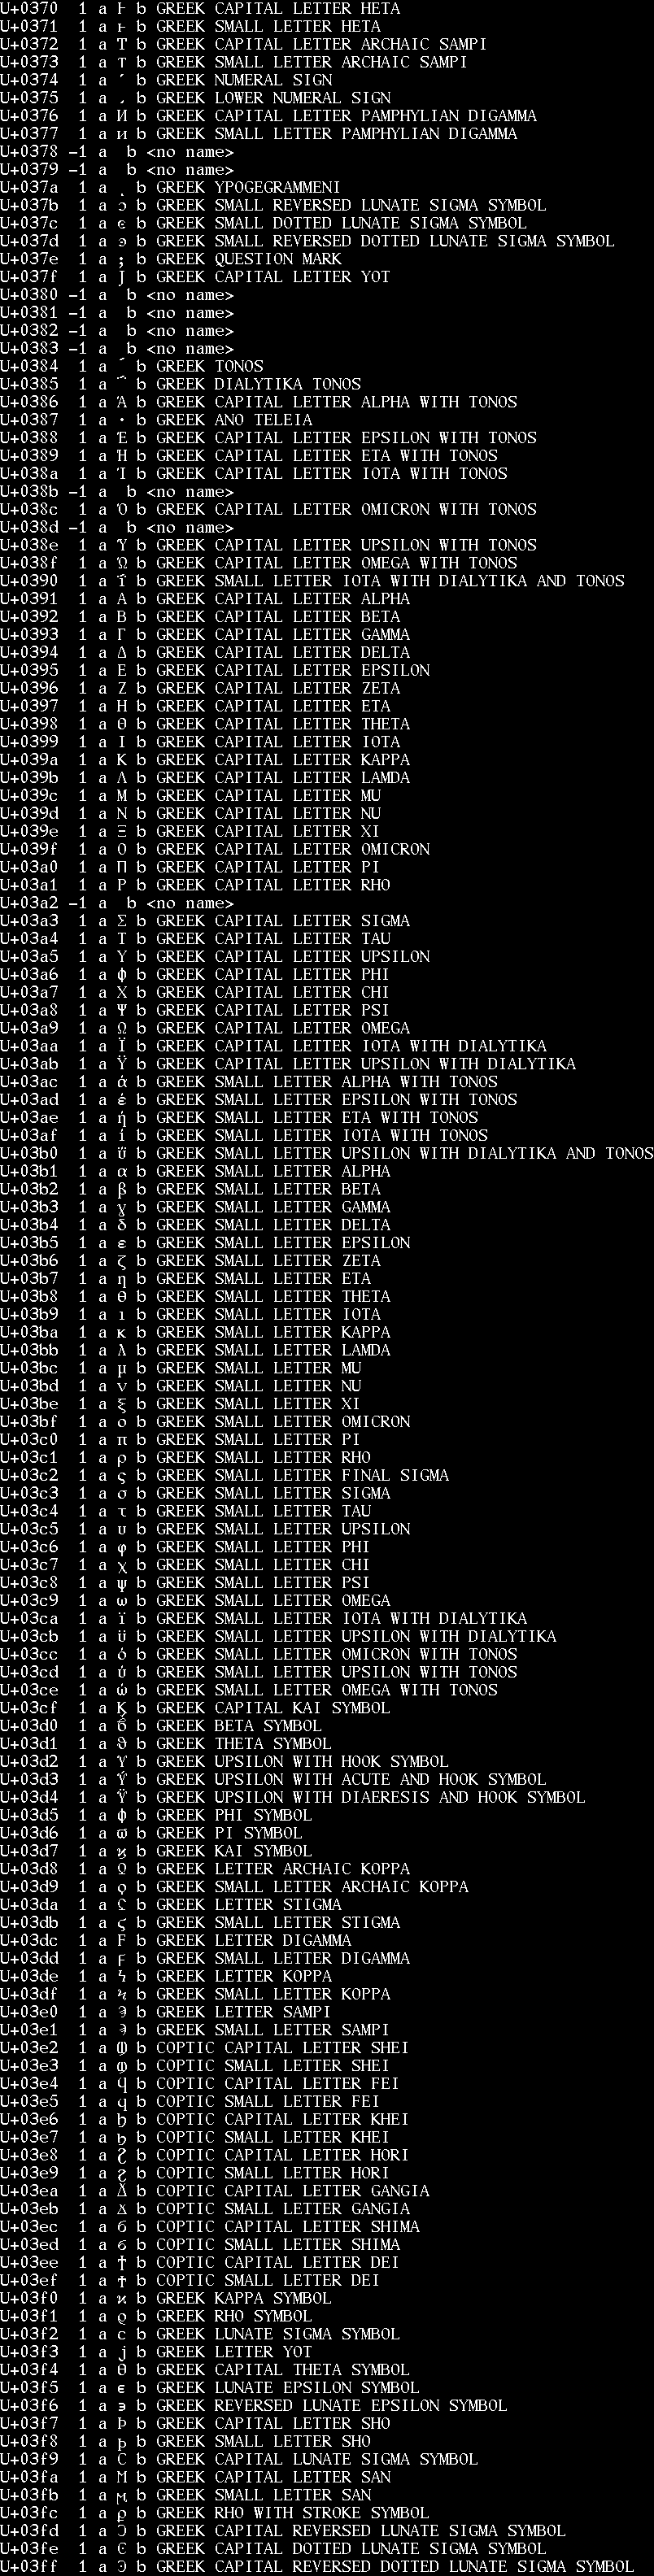 U+0370  1 a Ͱ b GREEK CAPITAL LETTER HETA
U+0371  1 a ͱ b GREEK SMALL LETTER HETA
U+0372  1 a Ͳ b GREEK CAPITAL LETTER ARCHAIC SAMPI
U+0373  1 a ͳ b GREEK SMALL LETTER ARCHAIC SAMPI
U+0374  1 a ʹ b GREEK NUMERAL SIGN
U+0375  1 a ͵ b GREEK LOWER NUMERAL SIGN
U+0376  1 a Ͷ b GREEK CAPITAL LETTER PAMPHYLIAN DIGAMMA
U+0377  1 a ͷ b GREEK SMALL LETTER PAMPHYLIAN DIGAMMA
U+0378 -1 a  b <no name>
U+0379 -1 a  b <no name>
U+037a  1 a ͺ b GREEK YPOGEGRAMMENI
U+037b  1 a ͻ b GREEK SMALL REVERSED LUNATE SIGMA SYMBOL
U+037c  1 a ͼ b GREEK SMALL DOTTED LUNATE SIGMA SYMBOL
U+037d  1 a ͽ b GREEK SMALL REVERSED DOTTED LUNATE SIGMA SYMBOL
U+037e  1 a ; b GREEK QUESTION MARK
U+037f  1 a Ϳ b GREEK CAPITAL LETTER YOT
U+0380 -1 a  b <no name>
U+0381 -1 a  b <no name>
U+0382 -1 a  b <no name>
U+0383 -1 a  b <no name>
U+0384  1 a ΄ b GREEK TONOS
U+0385  1 a ΅ b GREEK DIALYTIKA TONOS
U+0386  1 a Ά b GREEK CAPITAL LETTER ALPHA WITH TONOS
U+0387  1 a · b GREEK ANO TELEIA
U+0388  1 a Έ b GREEK CAPITAL LETTER EPSILON WITH TONOS
U+0389  1 a Ή b GREEK CAPITAL LETTER ETA WITH TONOS
U+038a  1 a Ί b GREEK CAPITAL LETTER IOTA WITH TONOS
U+038b -1 a  b <no name>
U+038c  1 a Ό b GREEK CAPITAL LETTER OMICRON WITH TONOS
U+038d -1 a  b <no name>
U+038e  1 a Ύ b GREEK CAPITAL LETTER UPSILON WITH TONOS
U+038f  1 a Ώ b GREEK CAPITAL LETTER OMEGA WITH TONOS
U+0390  1 a ΐ b GREEK SMALL LETTER IOTA WITH DIALYTIKA AND TONOS
U+0391  1 a Α b GREEK CAPITAL LETTER ALPHA
U+0392  1 a Β b GREEK CAPITAL LETTER BETA
U+0393  1 a Γ b GREEK CAPITAL LETTER GAMMA
U+0394  1 a Δ b GREEK CAPITAL LETTER DELTA
U+0395  1 a Ε b GREEK CAPITAL LETTER EPSILON
U+0396  1 a Ζ b GREEK CAPITAL LETTER ZETA
U+0397  1 a Η b GREEK CAPITAL LETTER ETA
U+0398  1 a Θ b GREEK CAPITAL LETTER THETA
U+0399  1 a Ι b GREEK CAPITAL LETTER IOTA
U+039a  1 a Κ b GREEK CAPITAL LETTER KAPPA
U+039b  1 a Λ b GREEK CAPITAL LETTER LAMDA
U+039c  1 a Μ b GREEK CAPITAL LETTER MU
U+039d  1 a Ν b GREEK CAPITAL LETTER NU
U+039e  1 a Ξ b GREEK CAPITAL LETTER XI
U+039f  1 a Ο b GREEK CAPITAL LETTER OMICRON
U+03a0  1 a Π b GREEK CAPITAL LETTER PI
U+03a1  1 a Ρ b GREEK CAPITAL LETTER RHO
U+03a2 -1 a  b <no name>
U+03a3  1 a Σ b GREEK CAPITAL LETTER SIGMA
U+03a4  1 a Τ b GREEK CAPITAL LETTER TAU
U+03a5  1 a Υ b GREEK CAPITAL LETTER UPSILON
U+03a6  1 a Φ b GREEK CAPITAL LETTER PHI
U+03a7  1 a Χ b GREEK CAPITAL LETTER CHI
U+03a8  1 a Ψ b GREEK CAPITAL LETTER PSI
U+03a9  1 a Ω b GREEK CAPITAL LETTER OMEGA
U+03aa  1 a Ϊ b GREEK CAPITAL LETTER IOTA WITH DIALYTIKA
U+03ab  1 a Ϋ b GREEK CAPITAL LETTER UPSILON WITH DIALYTIKA
U+03ac  1 a ά b GREEK SMALL LETTER ALPHA WITH TONOS
U+03ad  1 a έ b GREEK SMALL LETTER EPSILON WITH TONOS
U+03ae  1 a ή b GREEK SMALL LETTER ETA WITH TONOS
U+03af  1 a ί b GREEK SMALL LETTER IOTA WITH TONOS
U+03b0  1 a ΰ b GREEK SMALL LETTER UPSILON WITH DIALYTIKA AND TONOS
U+03b1  1 a α b GREEK SMALL LETTER ALPHA
U+03b2  1 a β b GREEK SMALL LETTER BETA
U+03b3  1 a γ b GREEK SMALL LETTER GAMMA
U+03b4  1 a δ b GREEK SMALL LETTER DELTA
U+03b5  1 a ε b GREEK SMALL LETTER EPSILON
U+03b6  1 a ζ b GREEK SMALL LETTER ZETA
U+03b7  1 a η b GREEK SMALL LETTER ETA
U+03b8  1 a θ b GREEK SMALL LETTER THETA
U+03b9  1 a ι b GREEK SMALL LETTER IOTA
U+03ba  1 a κ b GREEK SMALL LETTER KAPPA
U+03bb  1 a λ b GREEK SMALL LETTER LAMDA
U+03bc  1 a μ b GREEK SMALL LETTER MU
U+03bd  1 a ν b GREEK SMALL LETTER NU
U+03be  1 a ξ b GREEK SMALL LETTER XI
U+03bf  1 a ο b GREEK SMALL LETTER OMICRON
U+03c0  1 a π b GREEK SMALL LETTER PI
U+03c1  1 a ρ b GREEK SMALL LETTER RHO
U+03c2  1 a ς b GREEK SMALL LETTER FINAL SIGMA
U+03c3  1 a σ b GREEK SMALL LETTER SIGMA
U+03c4  1 a τ b GREEK SMALL LETTER TAU
U+03c5  1 a υ b GREEK SMALL LETTER UPSILON
U+03c6  1 a φ b GREEK SMALL LETTER PHI
U+03c7  1 a χ b GREEK SMALL LETTER CHI
U+03c8  1 a ψ b GREEK SMALL LETTER PSI
U+03c9  1 a ω b GREEK SMALL LETTER OMEGA
U+03ca  1 a ϊ b GREEK SMALL LETTER IOTA WITH DIALYTIKA
U+03cb  1 a ϋ b GREEK SMALL LETTER UPSILON WITH DIALYTIKA
U+03cc  1 a ό b GREEK SMALL LETTER OMICRON WITH TONOS
U+03cd  1 a ύ b GREEK SMALL LETTER UPSILON WITH TONOS
U+03ce  1 a ώ b GREEK SMALL LETTER OMEGA WITH TONOS
U+03cf  1 a Ϗ b GREEK CAPITAL KAI SYMBOL
U+03d0  1 a ϐ b GREEK BETA SYMBOL
U+03d1  1 a ϑ b GREEK THETA SYMBOL
U+03d2  1 a ϒ b GREEK UPSILON WITH HOOK SYMBOL
U+03d3  1 a ϓ b GREEK UPSILON WITH ACUTE AND HOOK SYMBOL
U+03d4  1 a ϔ b GREEK UPSILON WITH DIAERESIS AND HOOK SYMBOL
U+03d5  1 a ϕ b GREEK PHI SYMBOL
U+03d6  1 a ϖ b GREEK PI SYMBOL
U+03d7  1 a ϗ b GREEK KAI SYMBOL
U+03d8  1 a Ϙ b GREEK LETTER ARCHAIC KOPPA
U+03d9  1 a ϙ b GREEK SMALL LETTER ARCHAIC KOPPA
U+03da  1 a Ϛ b GREEK LETTER STIGMA
U+03db  1 a ϛ b GREEK SMALL LETTER STIGMA
U+03dc  1 a Ϝ b GREEK LETTER DIGAMMA
U+03dd  1 a ϝ b GREEK SMALL LETTER DIGAMMA
U+03de  1 a Ϟ b GREEK LETTER KOPPA
U+03df  1 a ϟ b GREEK SMALL LETTER KOPPA
U+03e0  1 a Ϡ b GREEK LETTER SAMPI
U+03e1  1 a ϡ b GREEK SMALL LETTER SAMPI
U+03e2  1 a Ϣ b COPTIC CAPITAL LETTER SHEI
U+03e3  1 a ϣ b COPTIC SMALL LETTER SHEI
U+03e4  1 a Ϥ b COPTIC CAPITAL LETTER FEI
U+03e5  1 a ϥ b COPTIC SMALL LETTER FEI
U+03e6  1 a Ϧ b COPTIC CAPITAL LETTER KHEI
U+03e7  1 a ϧ b COPTIC SMALL LETTER KHEI
U+03e8  1 a Ϩ b COPTIC CAPITAL LETTER HORI
U+03e9  1 a ϩ b COPTIC SMALL LETTER HORI
U+03ea  1 a Ϫ b COPTIC CAPITAL LETTER GANGIA
U+03eb  1 a ϫ b COPTIC SMALL LETTER GANGIA
U+03ec  1 a Ϭ b COPTIC CAPITAL LETTER SHIMA
U+03ed  1 a ϭ b COPTIC SMALL LETTER SHIMA
U+03ee  1 a Ϯ b COPTIC CAPITAL LETTER DEI
U+03ef  1 a ϯ b COPTIC SMALL LETTER DEI
U+03f0  1 a ϰ b GREEK KAPPA SYMBOL
U+03f1  1 a ϱ b GREEK RHO SYMBOL
U+03f2  1 a ϲ b GREEK LUNATE SIGMA SYMBOL
U+03f3  1 a ϳ b GREEK LETTER YOT
U+03f4  1 a ϴ b GREEK CAPITAL THETA SYMBOL
U+03f5  1 a ϵ b GREEK LUNATE EPSILON SYMBOL
U+03f6  1 a ϶ b GREEK REVERSED LUNATE EPSILON SYMBOL
U+03f7  1 a Ϸ b GREEK CAPITAL LETTER SHO
U+03f8  1 a ϸ b GREEK SMALL LETTER SHO
U+03f9  1 a Ϲ b GREEK CAPITAL LUNATE SIGMA SYMBOL
U+03fa  1 a Ϻ b GREEK CAPITAL LETTER SAN
U+03fb  1 a ϻ b GREEK SMALL LETTER SAN
U+03fc  1 a ϼ b GREEK RHO WITH STROKE SYMBOL
U+03fd  1 a Ͻ b GREEK CAPITAL REVERSED LUNATE SIGMA SYMBOL
U+03fe  1 a Ͼ b GREEK CAPITAL DOTTED LUNATE SIGMA SYMBOL
U+03ff  1 a Ͽ b GREEK CAPITAL REVERSED DOTTED LUNATE SIGMA SYMBOL